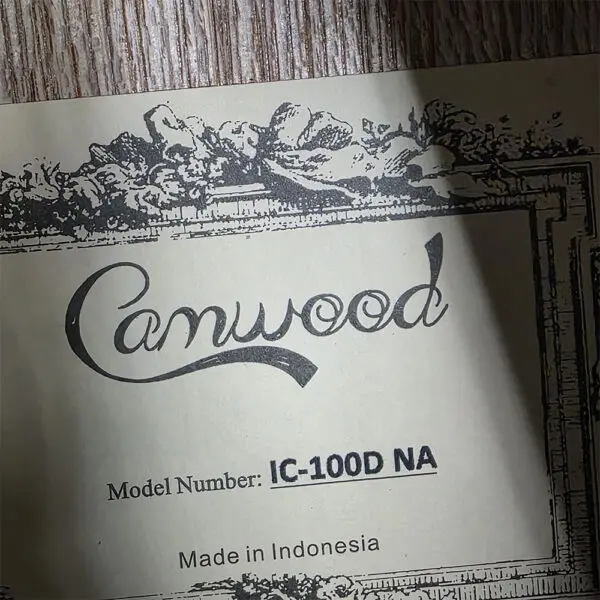 Canwood
Model Number: IC-100D NA
Made in Indonesia